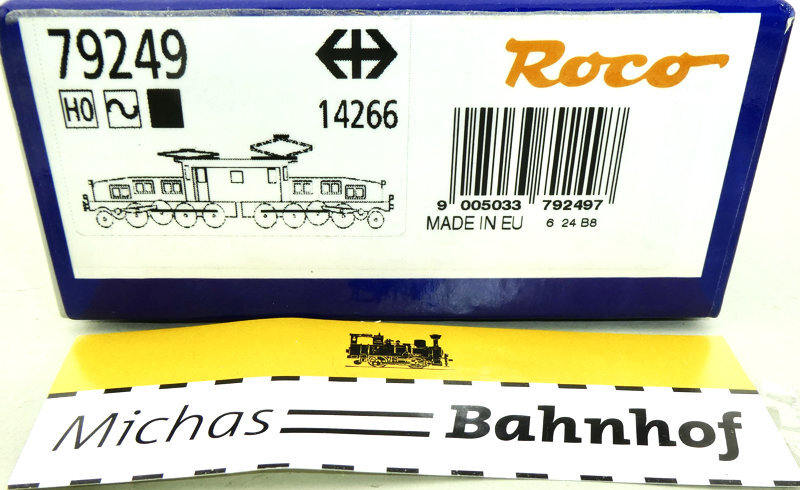 79249
H0
14266
Roco
9 005033 792497
MADE IN EU 6 24 B8
Michas Bahnhof